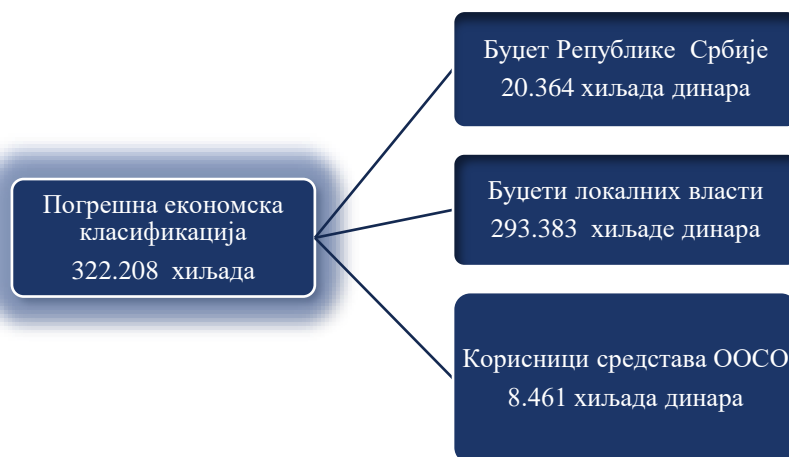 Погрешна економска
класификација
322.208 хиљада
Буџет Републике Србије
20.364 хиљада динара
Буџети локалних власти
293.383 хиљаде динара
Корисници средстава ООСО
8.461 хиљада динара